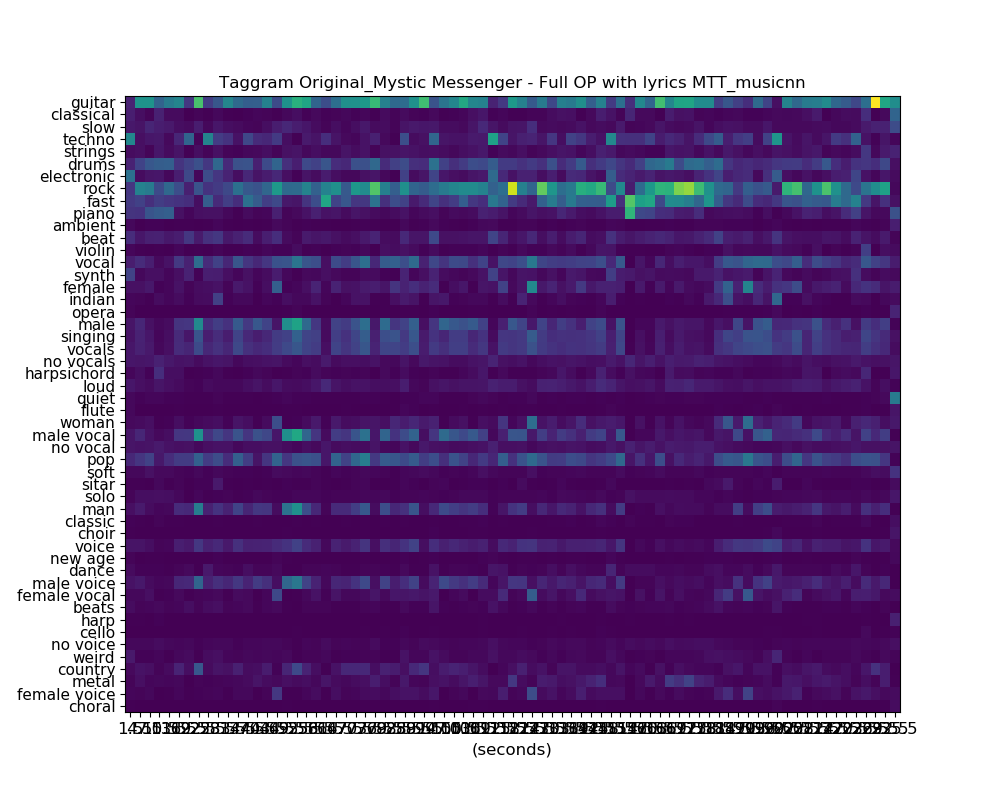 Taggram Original_Mystic Messenger - Full OP with lyrics MTT_musicnn
guitar
classical
slow
techno
strings
drums
electronic
rock
fast
piano
ambient
beat
violin
vocal
synth
female
indian
opera
male
singing
vocals
no vocals
harpsichord
loud
quiet
flute
woman
male vocal
no vocal
pop
soft
sitar
solo
man
classic
choir
voice
new age
dance
male voice
female vocal
beats
harp
cello
no voice
weird
country
metal
female voice
choral
(seconds)